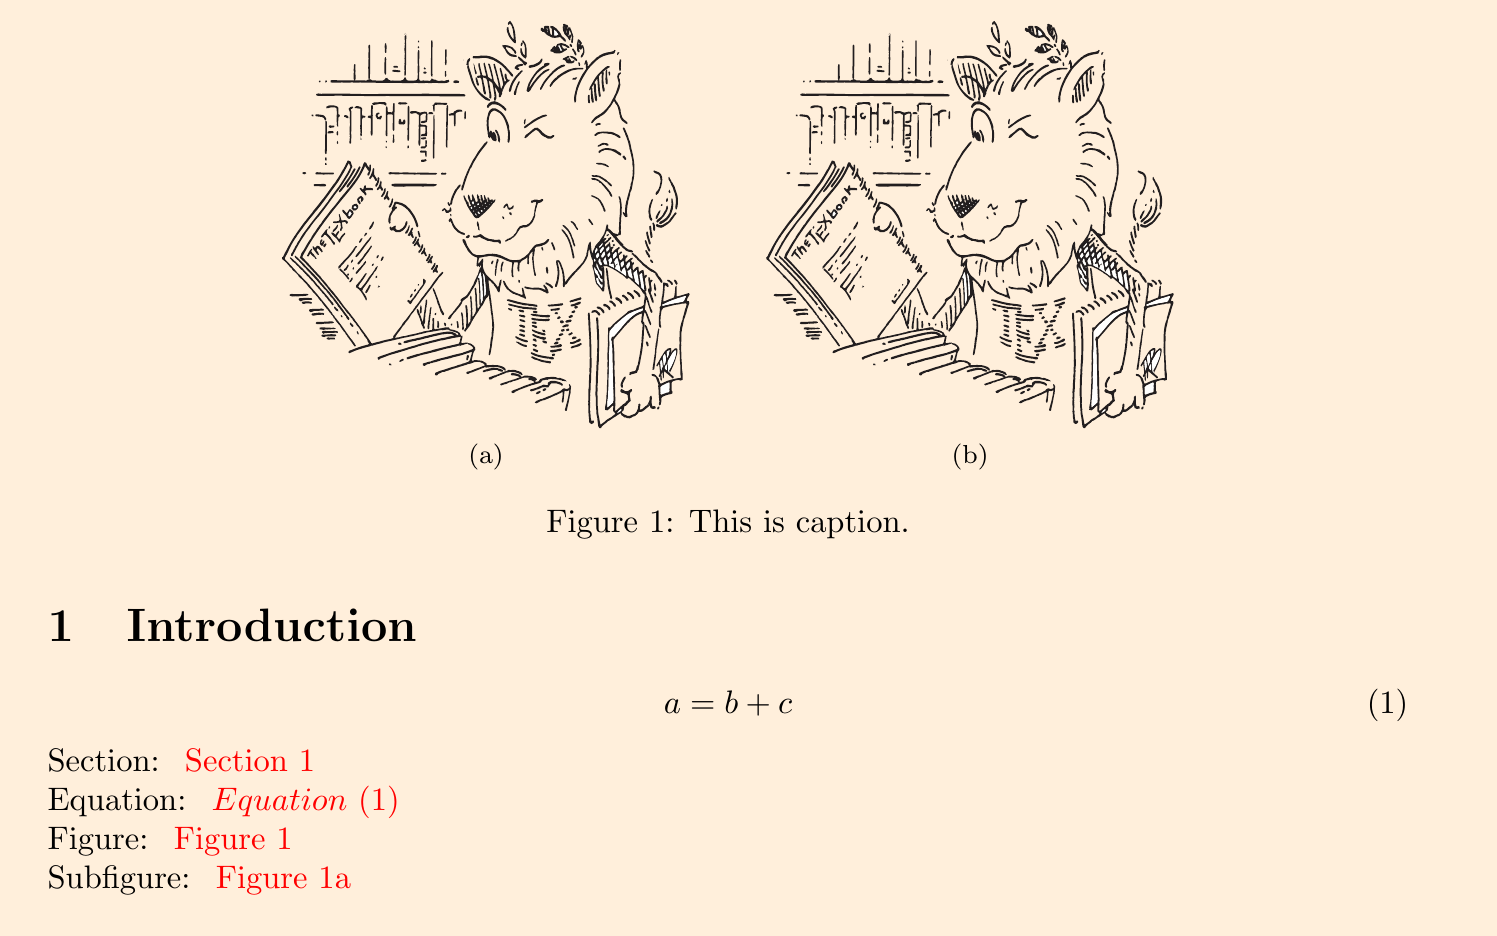 The TEXbook The TEXbook
TEX TEX
(a) (b)
Figure 1: This is caption.
1 Introduction
a = b + c (1)
Section: Section 1
Equation: Equation (1)
Figure: Figure 1
Subfigure: Figure 1a